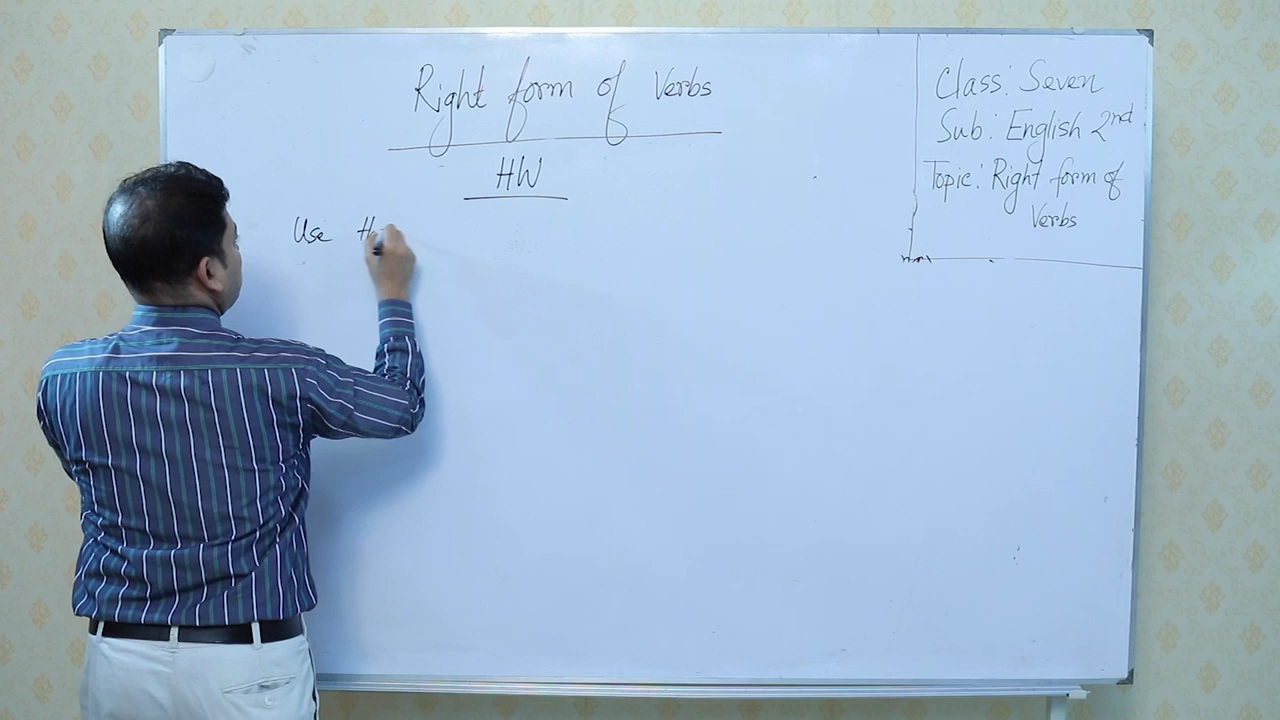 Right form of Verbs
HW
Use
Class: Seven
Sub: English 2nd
Topic: Right form of
Verbs